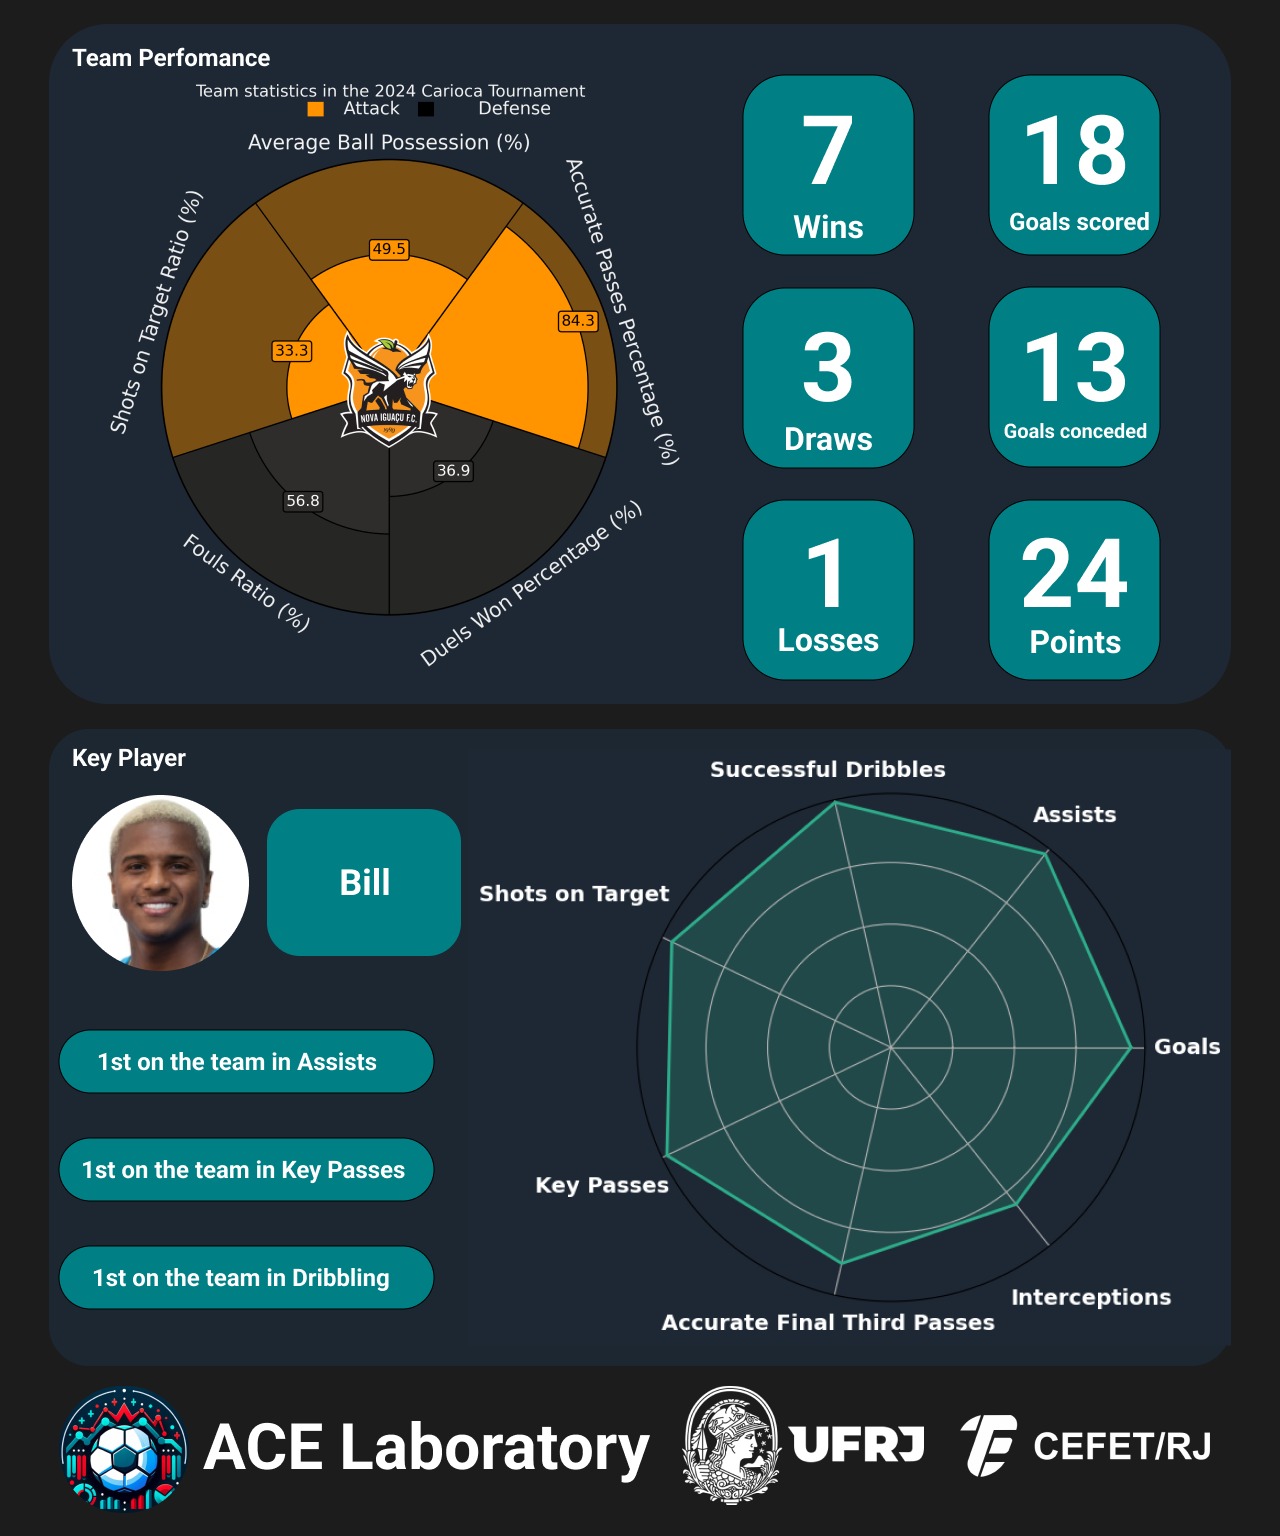 Team Perfomance
Team statistics in the 2024 Carioca Tournament
Attack Defense
Average Ball Possession (%)
Accurate Passes Percentage (%)
Shots on Target Ratio (%)
Fouls Ratio (%)
Duels Won Percentage (%)
49.5
84.3
33.3
56.8
36.9
NOVA IGUAÇU F.C.
7
Wins
18
Goals scored
3
Draws
13
Goals conceded
1
Losses
24
Points
Key Player
Bill
1st on the team in Assists
1st on the team in Key Passes
1st on the team in Dribbling
Successful Dribbles
Assists
Shots on Target
Goals
Key Passes
Interceptions
Accurate Final Third Passes
ACE Laboratory
UFRJ
CEFET/RJ